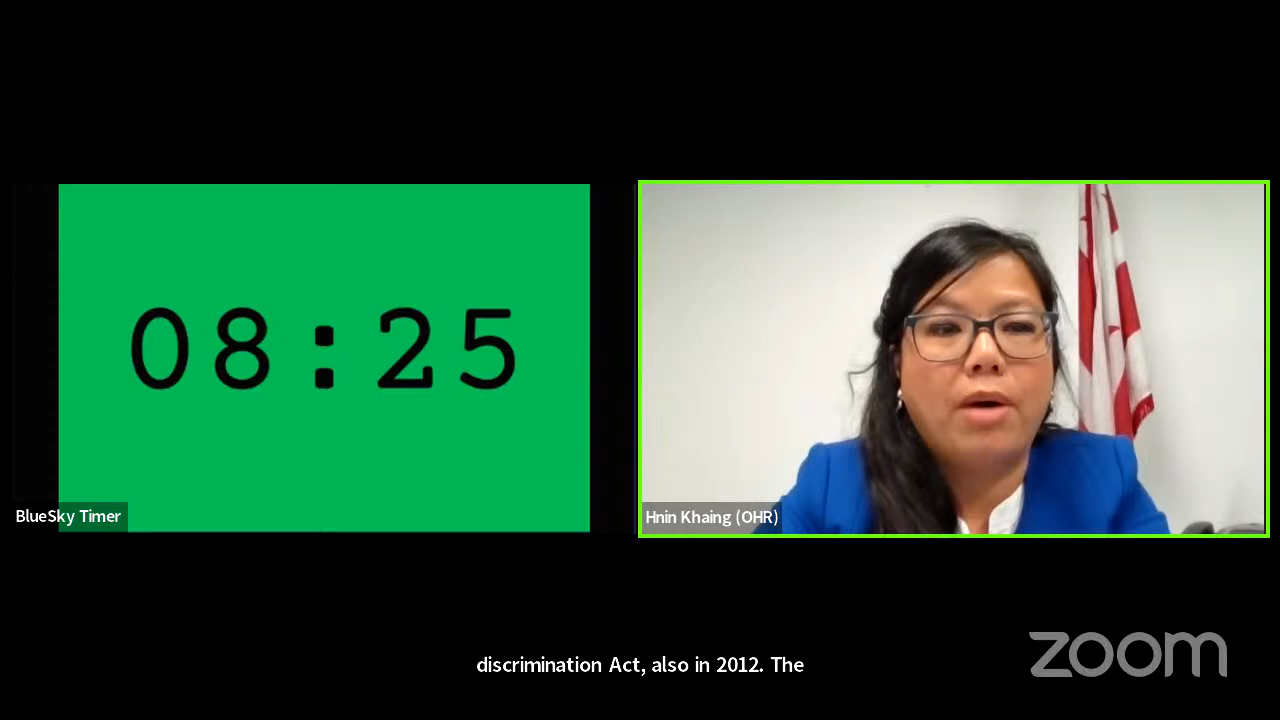 08:25
BlueSky Timer
Hnin Khaing (OHR)
discrimination Act, also in 2012. The
zoom